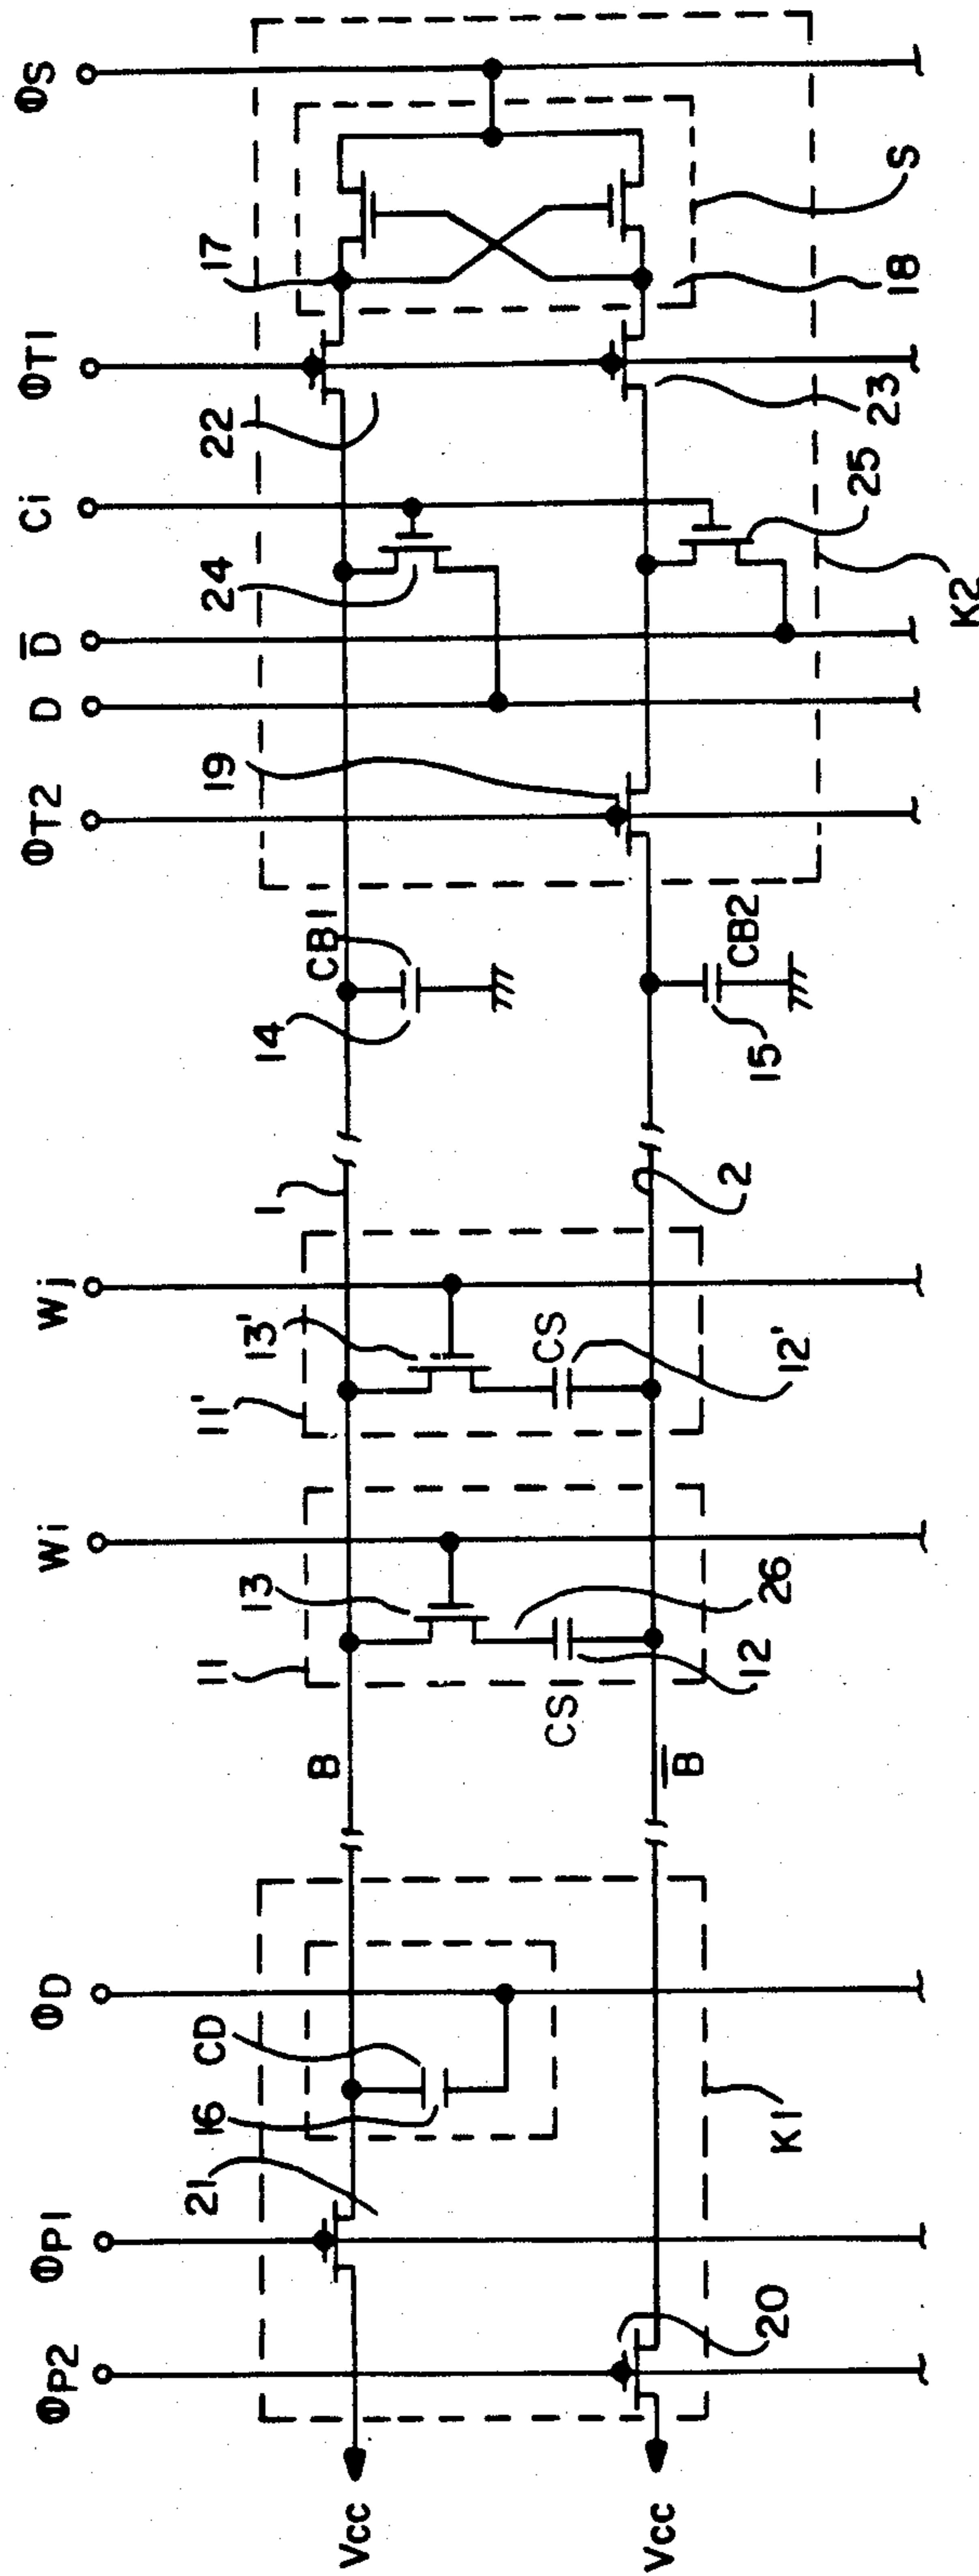 ΦP2
ΦP1
ΦD
Wi
Wj
ΦT2
D
D̅
Ci
ΦT1
ΦS
21
16
CD
11
13
11'
13'
1
14
CB1
19
24
22
17
Vcc
B
CS
CS
Vcc
B̅
20
K1
12
26
12'
2
15
CB2
25
23
18
S
K2